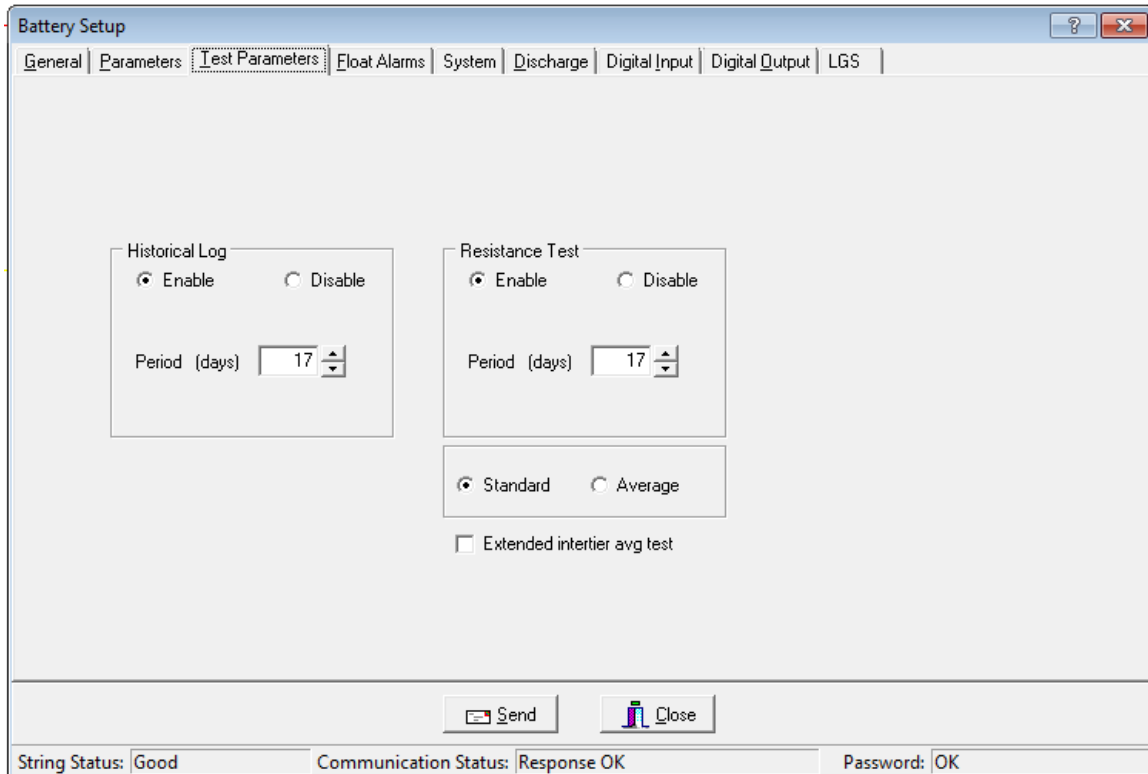 Battery Setup
General Parameters Test Parameters Float Alarms System Discharge Digital Input Digital Output LGS
Historical Log
Enable Disable
Period (days) 17
Resistance Test
Enable Disable
Period (days) 17
Standard Average
Extended intertier avg test
Send Close
String Status: Good Communication Status: Response OK Password: OK